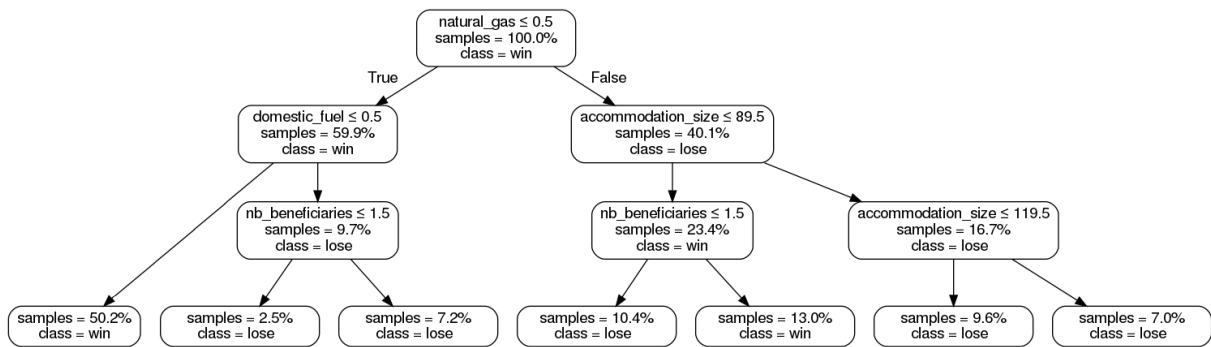 natural_gas ≤ 0.5
samples = 100.0%
class = win
True
False
domestic_fuel ≤ 0.5
samples = 59.9%
class = win
accommodation_size ≤ 89.5
samples = 40.1%
class = lose
nb_beneficiaries ≤ 1.5
samples = 9.7%
class = lose
nb_beneficiaries ≤ 1.5
samples = 23.4%
class = win
accommodation_size ≤ 119.5
samples = 16.7%
class = lose
samples = 50.2%
class = win
samples = 2.5%
class = lose
samples = 7.2%
class = lose
samples = 10.4%
class = lose
samples = 13.0%
class = win
samples = 9.6%
class = lose
samples = 7.0%
class = lose